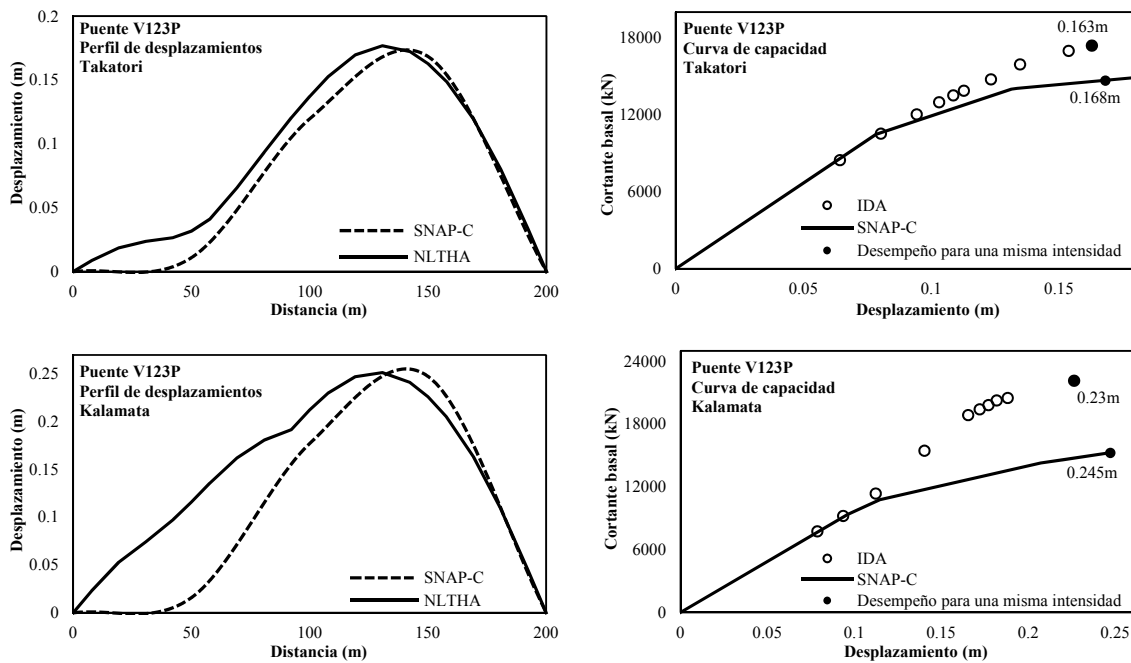 Puente V123P
Perfil de desplazamientos
Takatori
Desplazamiento (m)
0.2
0.15
0.1
0.05
0
SNAP-C
NLTHA
0
50
100
150
200
Distancia (m)
Puente V123P
Curva de capacidad
Takatori
Cortante basal (kN)
18000
12000
6000
0
0.163m
0.168m
IDA
SNAP-C
Desempeño para una misma intensidad
0
0.05
0.1
0.15
Desplazamiento (m)
Puente V123P
Perfil de desplazamientos
Kalamata
Desplazamiento (m)
0.25
0.2
0.15
0.1
0.05
0
SNAP-C
NLTHA
0
50
100
150
200
Distancia (m)
Puente V123P
Curva de capacidad
Kalamata
Cortante basal (kN)
24000
18000
12000
6000
0
0.23m
0.245m
IDA
SNAP-C
Desempeño para una misma intensidad
0
0.05
0.1
0.15
0.2
0.25
Desplazamiento (m)